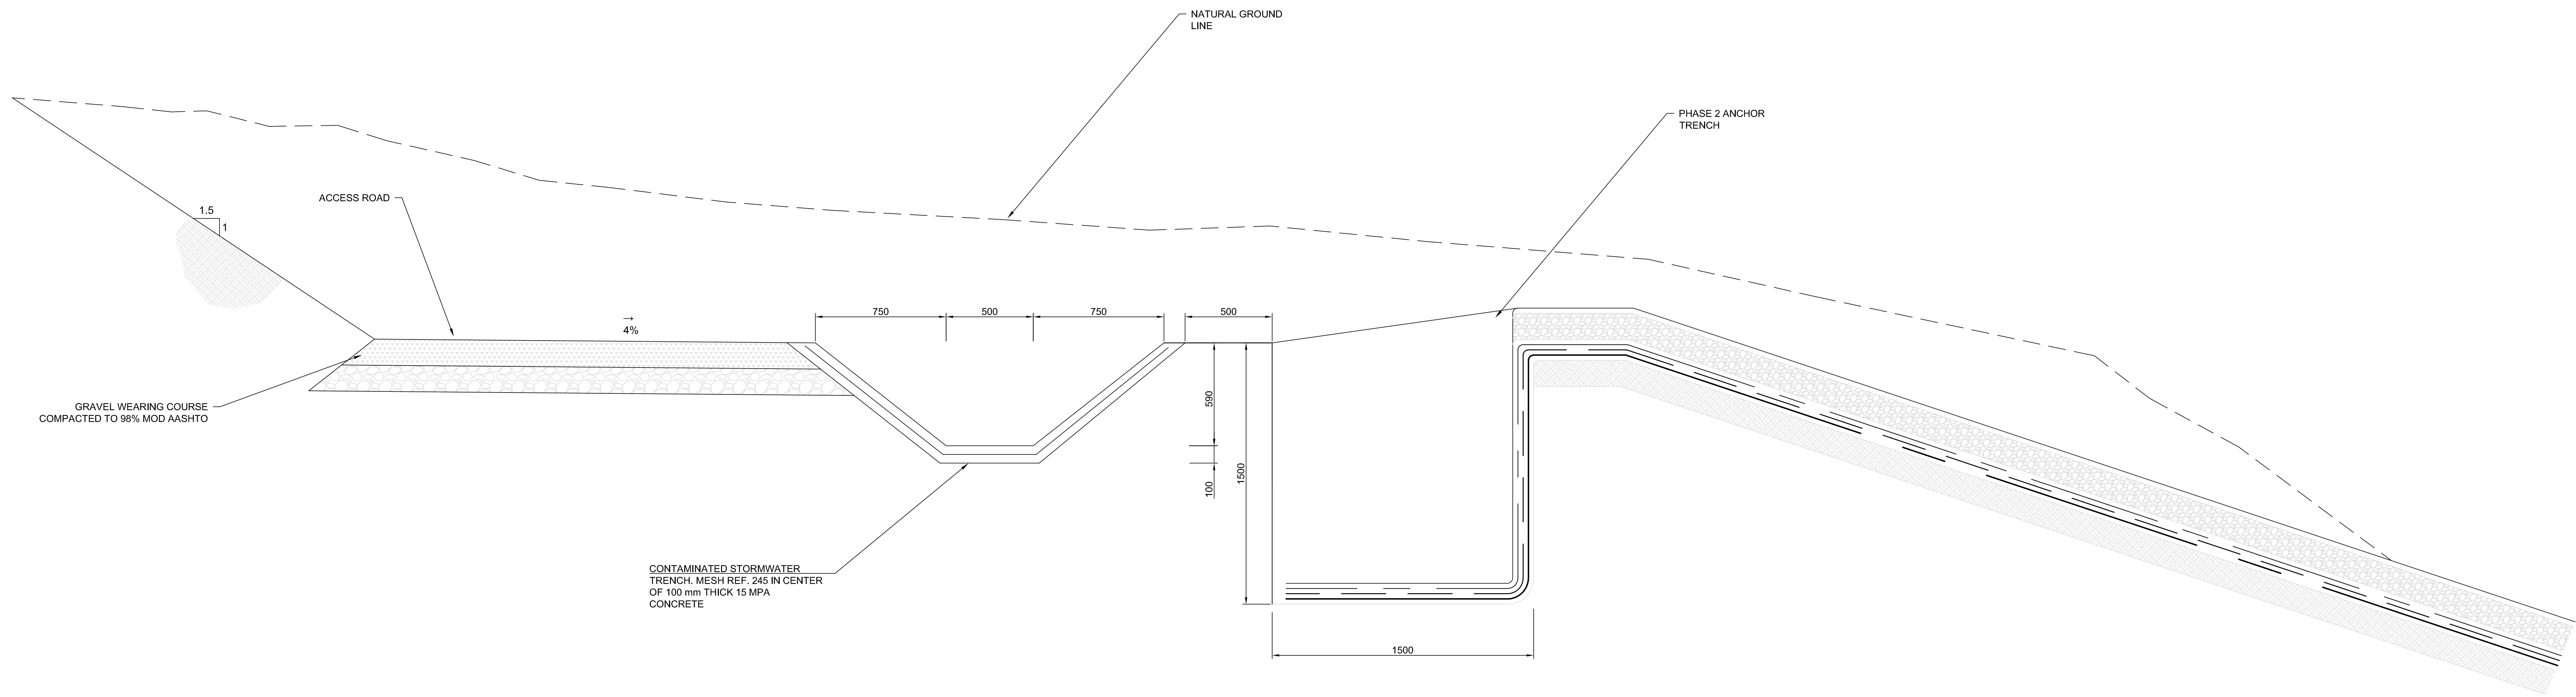 NATURAL GROUND
LINE
PHASE 2 ANCHOR
TRENCH
ACCESS ROAD
1.5
1
→
4%
750
500
750
500
GRAVEL WEARING COURSE
COMPACTED TO 98% MOD AASHTO
590
1500
100
CONTAMINATED STORMWATER
TRENCH. MESH REF. 245 IN CENTER
OF 100 mm THICK 15 MPA
CONCRETE
1500